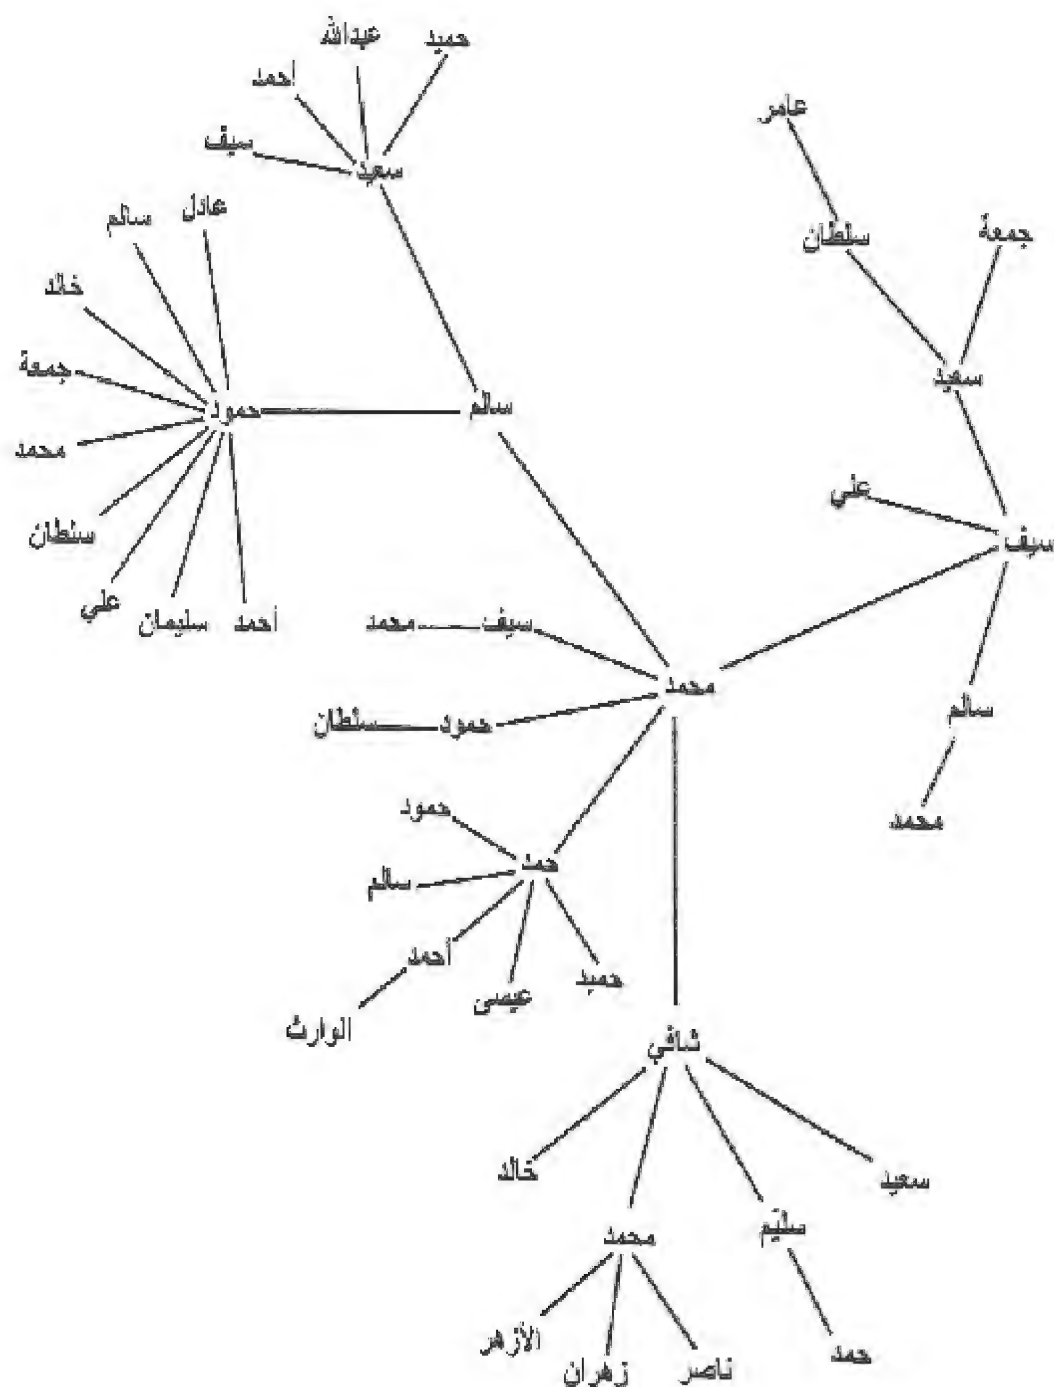 عبدالله
حميد
أحمد
سيف
سعيد
عامر
سلطان
جمعة
سعيد
عادل
سالم
خالد
جمعة
حمود
سالم
محمد
سلطان
علي
سليمان
أحمد
علي
سيف
سيف
محمد
محمد
حمود
سلطان
سالم
محمد
حمود
حمد
سالم
أحمد
حميد
عيسى
الوارث
شافي
خالد
سعيد
محمد
سليم
الأزهر
زهران
ناصر
حمد